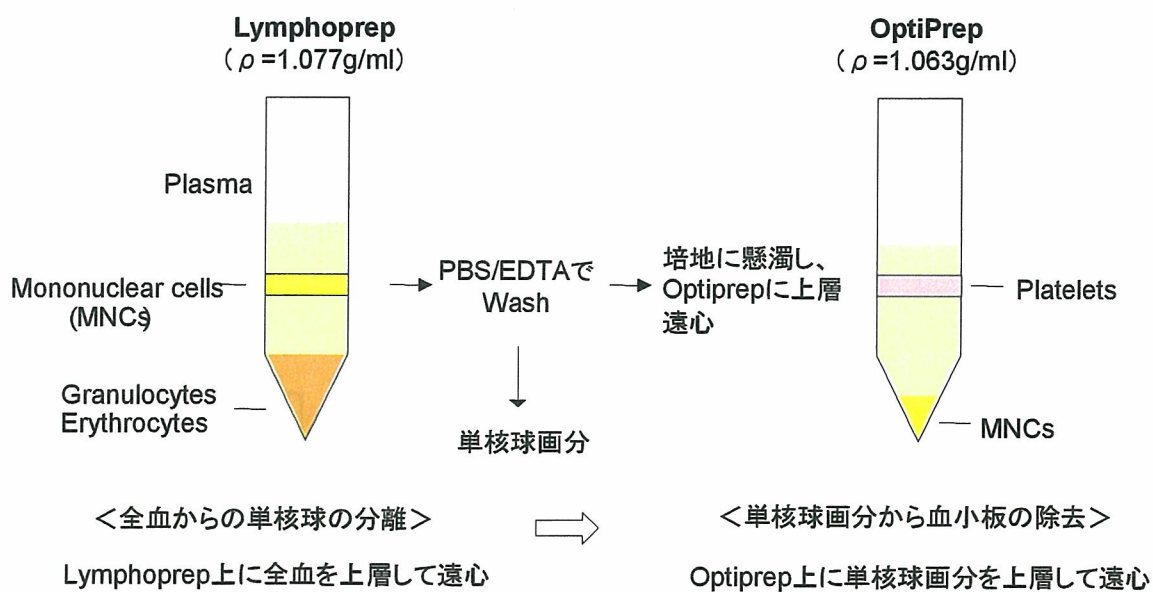 Lymphoprep
(ρ=1.077g/ml)
OptiPrep
(ρ=1.063g/ml)
Plasma
Mononuclear cells
(MNCs)
Granulocytes
Erythrocytes
PBS/EDTAで
Wash
単核球画分
培地に懸濁し、
Optiprepに上層
遠心
Platelets
MNCs
＜全血からの単核球の分離＞
Lymphoprep上に全血を上層して遠心
＜単核球画分から血小板の除去＞
Optiprep上に単核球画分を上層して遠心